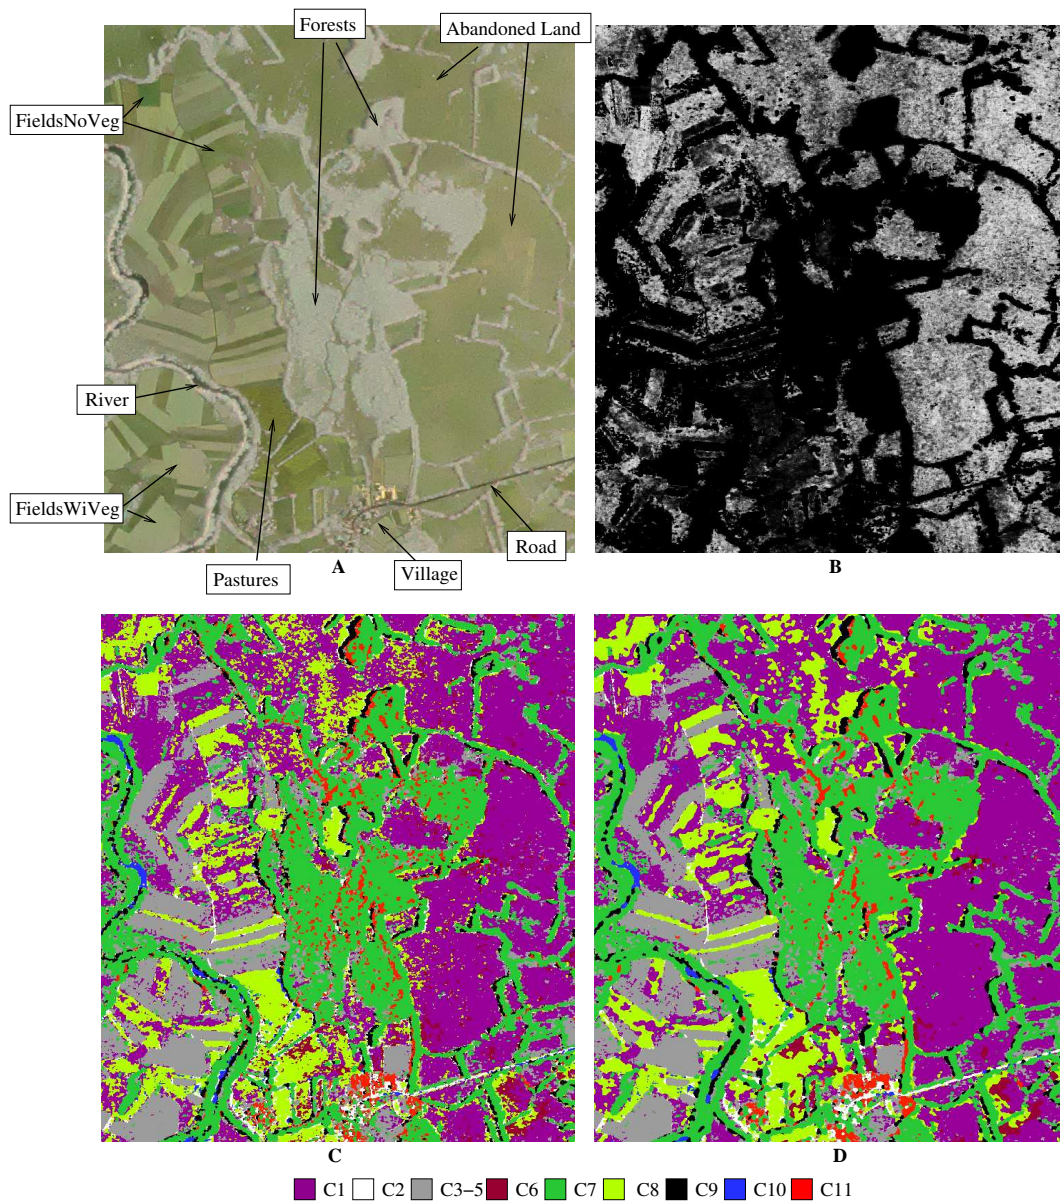 Forests
Abandoned Land
FieldsNoVeg
River
FieldsWiVeg
Pastures
Village
Road
A
B
C
D
C1 C2 C3-5 C6 C7 C8 C9 C10 C11